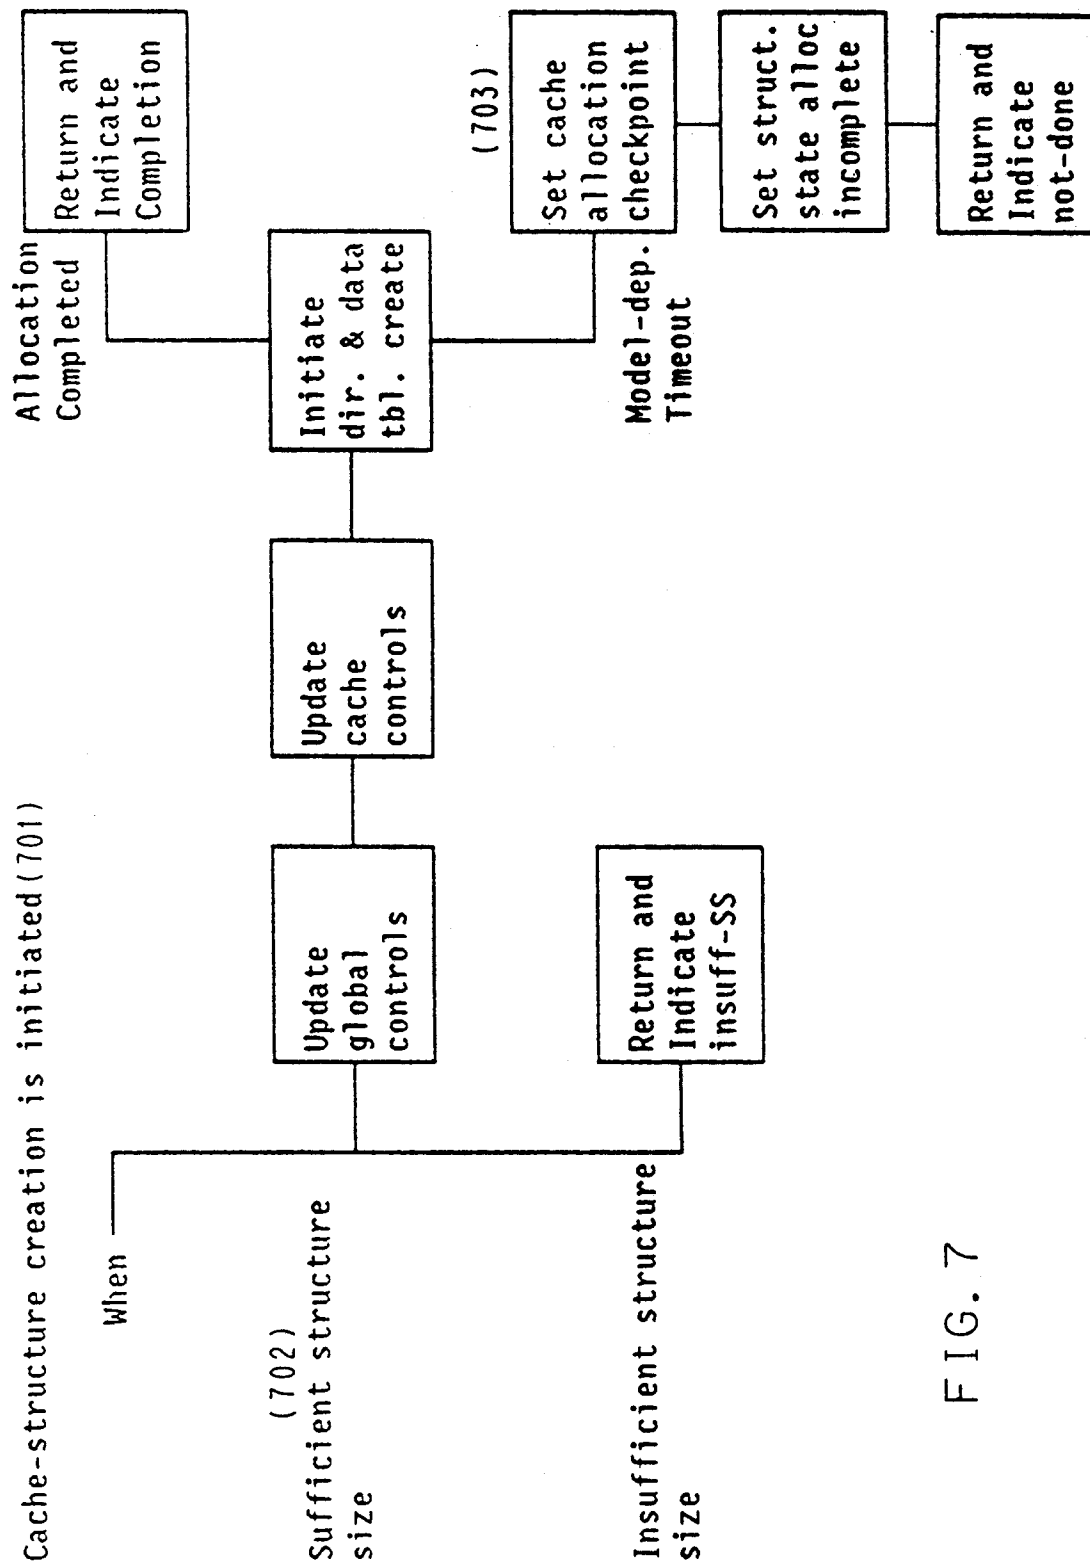 Cache-structure creation is initiated(701)
When
(702)
Sufficient structure
size
Update
global
controls
Update
cache
controls
Initiate
dir. & data
tbl. create
Allocation
Completed
Return and
Indicate
Completion
Model-dep.
Timeout
(703)
Set cache
allocation
checkpoint
Set struct.
state alloc
incomplete
Return and
Indicate
not-done
Insufficient structure
size
Return and
Indicate
insuff-SS
FIG. 7